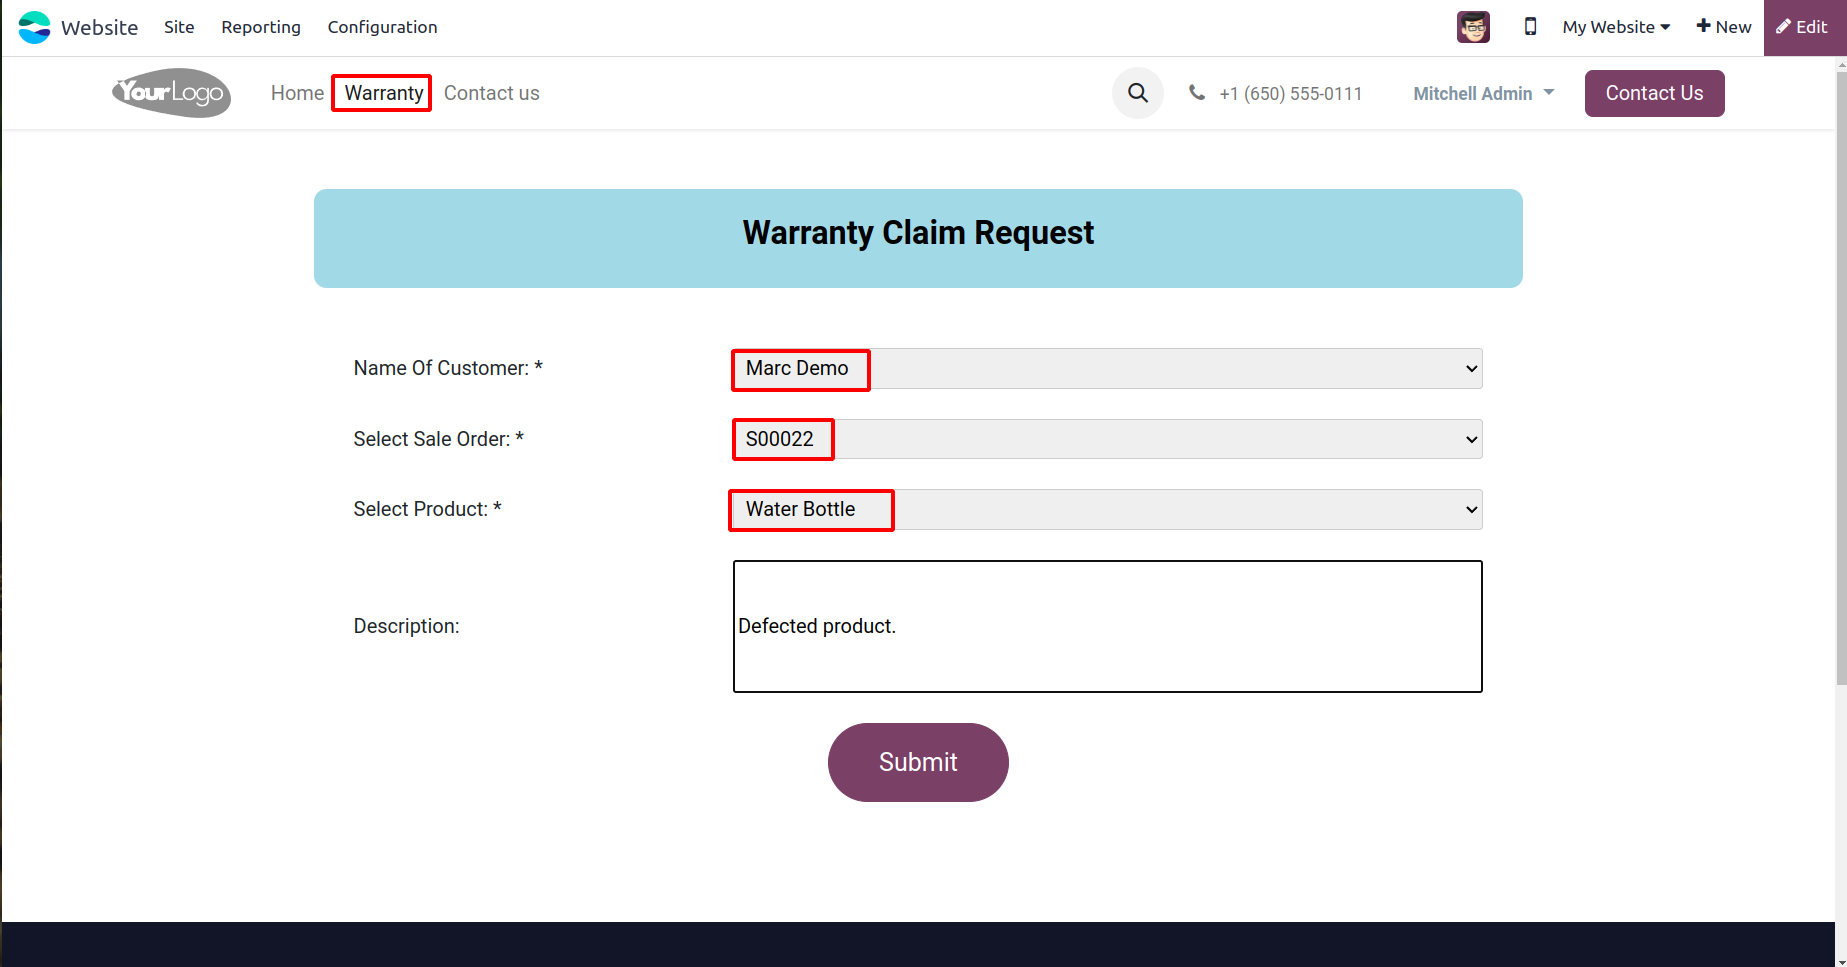 Website Site Reporting Configuration My Website New Edit
YourLogo Home Warranty Contact us +1 (650) 555-0111 Mitchell Admin Contact Us
Warranty Claim Request
Name Of Customer: * Marc Demo
Select Sale Order: * S00022
Select Product: * Water Bottle
Description: Defected product.
Submit